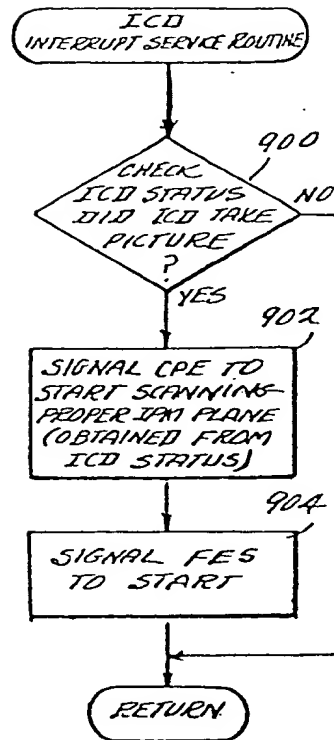 ICD
INTERRUPT SERVICE ROUTINE
900
CHECK
ICD STATUS
DID ICD TAKE
PICTURE
?
NO
YES
902
SIGNAL CPE TO
START SCANNING
PROPER IPM PLANE
(OBTAINED FROM
ICD STATUS)
904
SIGNAL FES
TO START
RETURN